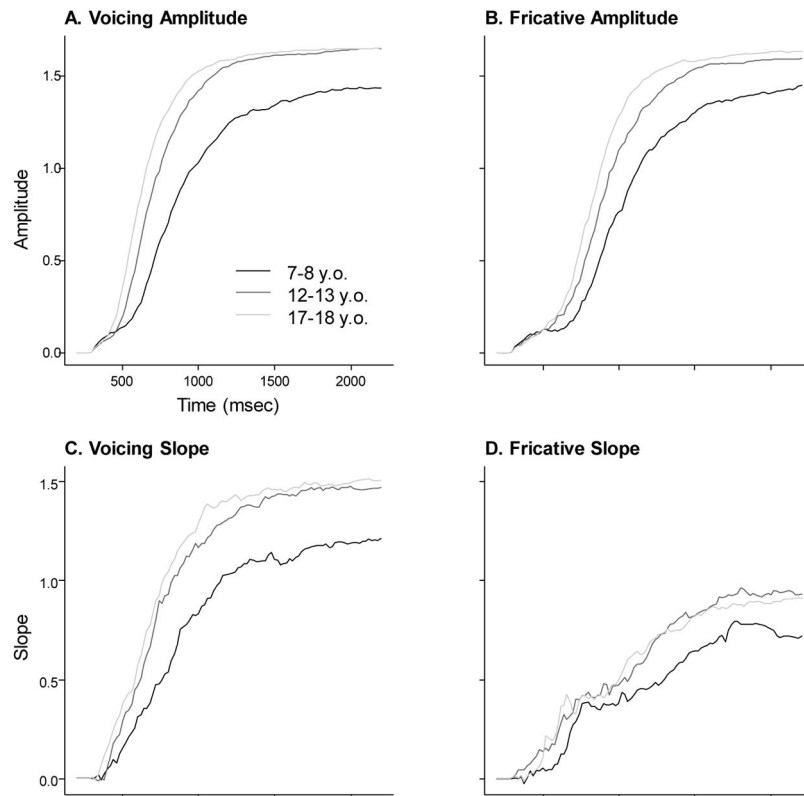 A. Voicing Amplitude
B. Fricative Amplitude
1.5
1.0
0.5
0.0
Amplitude
7-8 y.o.
12-13 y.o.
17-18 y.o.
500 1000 1500 2000
Time (msec)
C. Voicing Slope
D. Fricative Slope
1.5
1.0
0.5
0.0
Slope